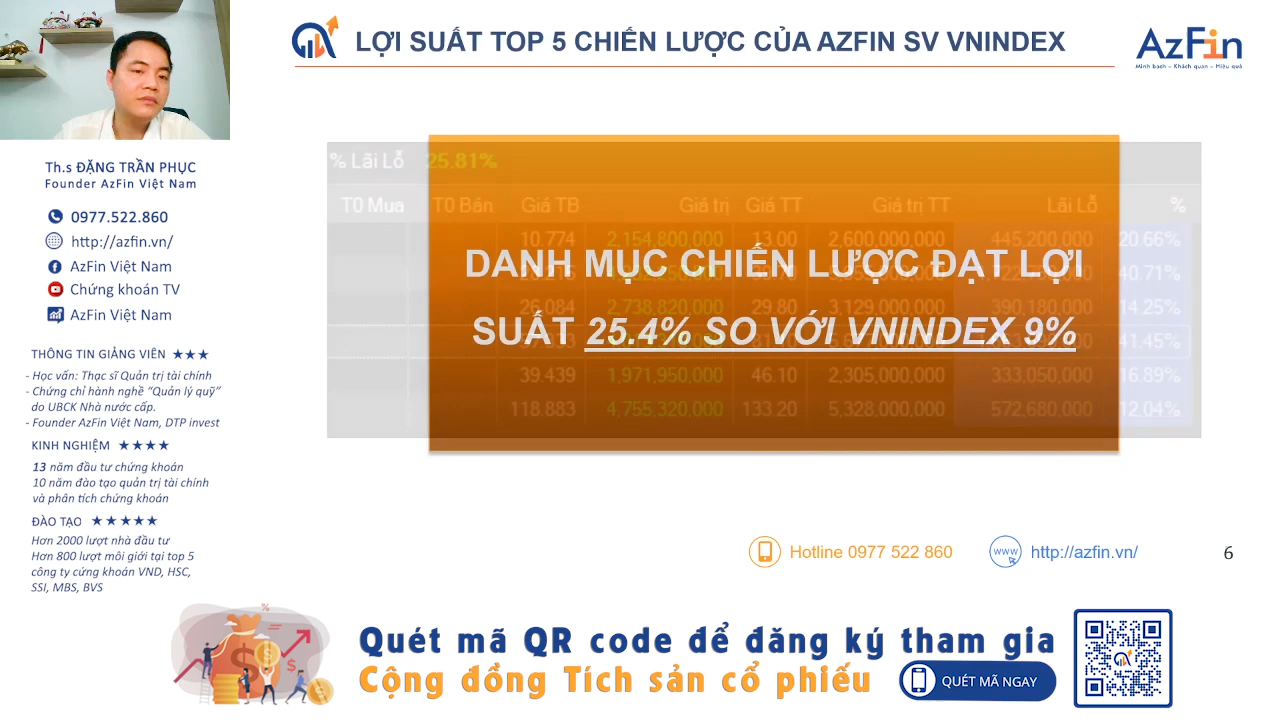 LỢI SUẤT TOP 5 CHIẾN LƯỢC CỦA AZFIN SV VNINDEX
AzFin
Minh bạch – Khách quan – Hiệu quả
Th.s ĐẶNG TRẦN PHỤC
Founder AzFin Việt Nam
0977.522.860
http://azfin.vn/
AzFin Việt Nam
Chứng khoán TV
AzFin Việt Nam
THÔNG TIN GIẢNG VIÊN ★★★
- Học vấn: Thạc sĩ Quản trị tài chính
- Chứng chỉ hành nghề “Quản lý quỹ”
do UBCK Nhà nước cấp.
- Founder AzFin Việt Nam, DTP invest
KINH NGHIỆM ★★★★
13 năm đầu tư chứng khoán
10 năm đào tạo quản trị tài chính
và phân tích chứng khoán
ĐÀO TẠO ★★★★★
Hơn 2000 lượt nhà đầu tư
Hơn 800 lượt môi giới tại top 5
công ty cứng khoán VND, HSC,
SSI, MBS, BVS
% Lãi Lỗ 25.81%
T0 Mua T0 Bán Giá TB Giá trị Giá TT Giá trị TT Lãi Lỗ %
10.774 2,154,800,000 13.00 2,600,000,000 445,200,000 20.66%
40.71%
26.084 2,738,820,000 29.80 3,129,000,000 390,180,000 14.25%
41.45%
39.439 1,971,950,000 46.10 2,305,000,000 333,050,000 16.89%
118.883 4,755,320,000 133.20 5,328,000,000 572,680,000 12.04%
DANH MỤC CHIẾN LƯỢC ĐẠT LỢI
SUẤT 25.4% SO VỚI VNINDEX 9%
Hotline 0977 522 860
www
http://azfin.vn/
6
Quét mã QR code để đăng ký tham gia
Cộng đồng Tích sản cổ phiếu
QUÉT MÃ NGAY